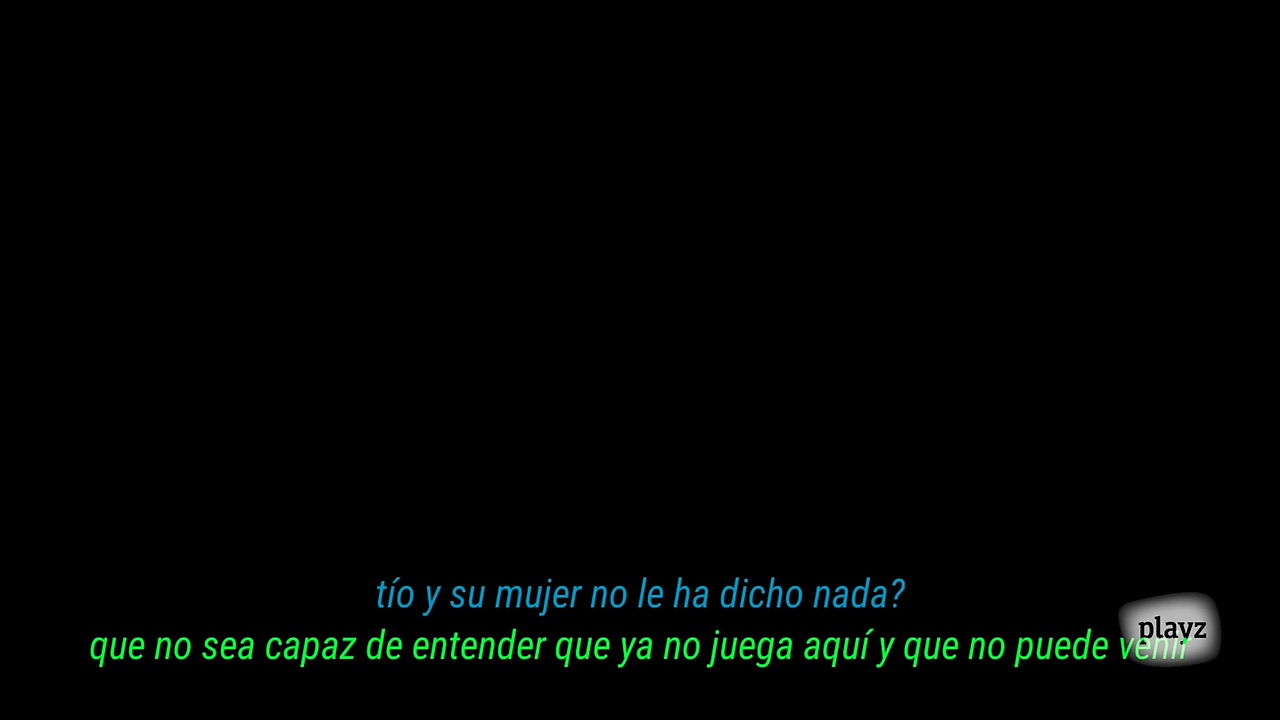 tío y su mujer no le ha dicho nada?
que no sea capaz de entender que ya no juega aquí y que no puede venir
playz